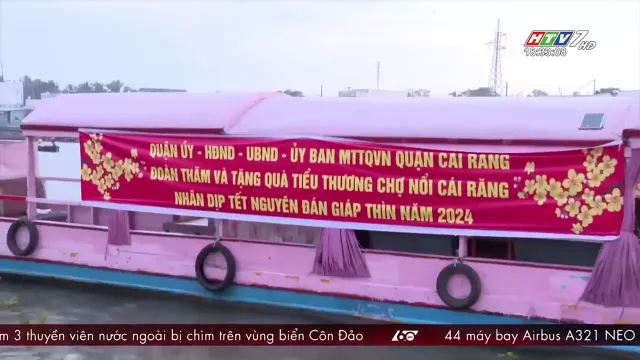 HTV7 HD
18:33:08
QUẬN ỦY - HĐND - UBND - ỦY BAN MTTQVN QUẬN CÁI RĂNG
ĐOÀN THĂM VÀ TẶNG QUÀ TIỂU THƯƠNG CHỢ NỔI CÁI RĂNG
NHÂN DỊP TẾT NGUYÊN ĐÁN GIÁP THÌN NĂM 2024
m 3 thuyền viên nước ngoài bị chìm trên vùng biển Côn Đảo 60 44 máy bay Airbus A321 NEO